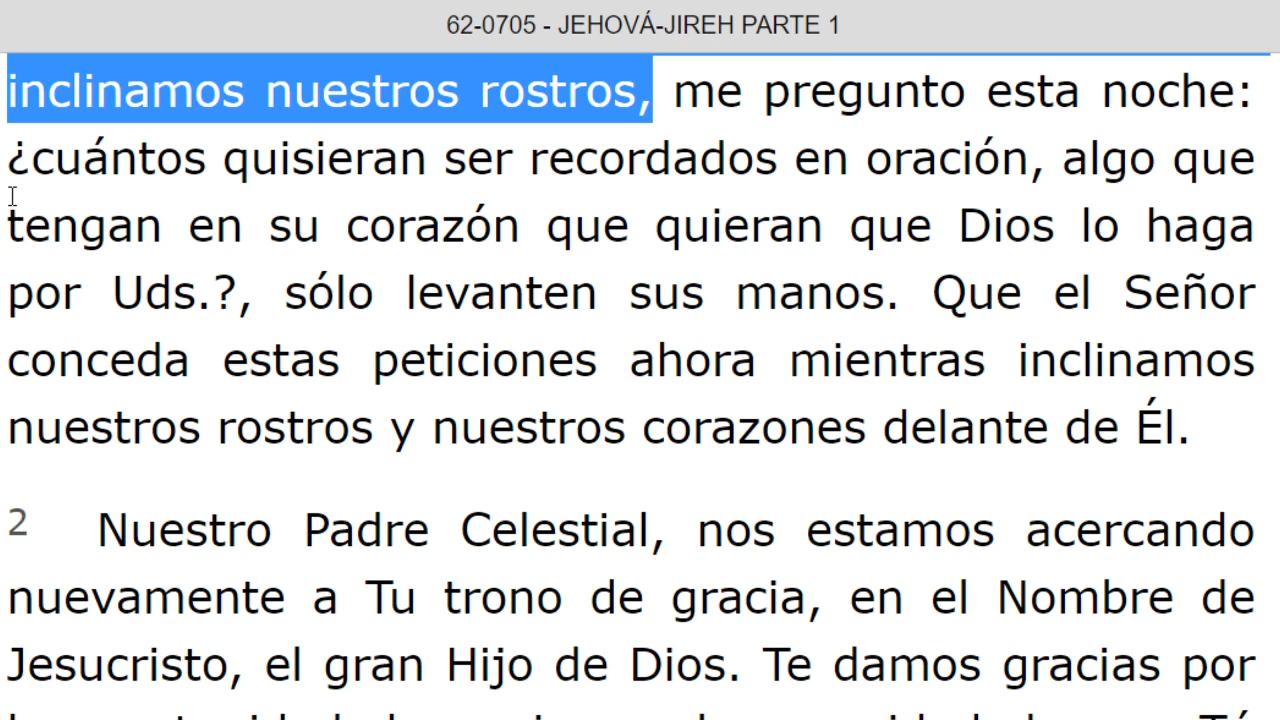 62-0705 - JEHOVÁ-JIREH PARTE 1
inclinamos nuestros rostros, me pregunto esta noche:
¿cuántos quisieran ser recordados en oración, algo que
tengan en su corazón que quieran que Dios lo haga
por Uds.?, sólo levanten sus manos. Que el Señor
conceda estas peticiones ahora mientras inclinamos
nuestros rostros y nuestros corazones delante de Él.
2 Nuestro Padre Celestial, nos estamos acercando
nuevamente a Tu trono de gracia, en el Nombre de
Jesucristo, el gran Hijo de Dios. Te damos gracias por